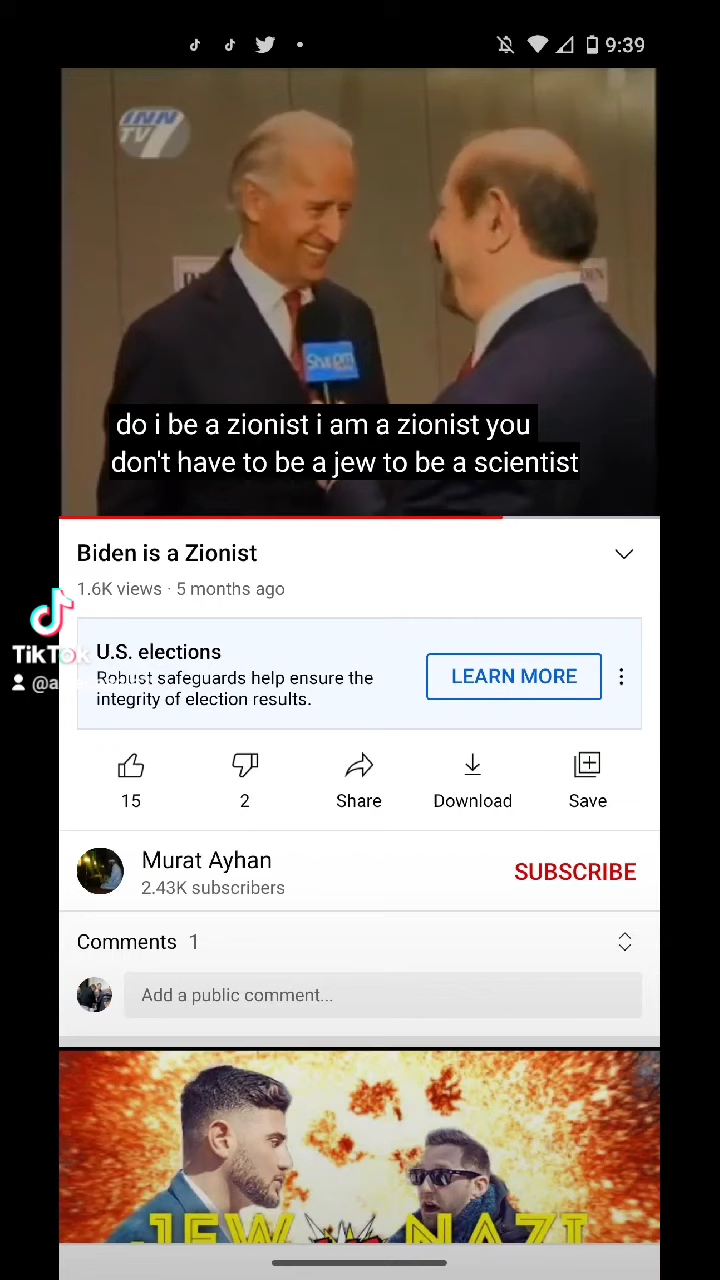 9:39
INN
TV7
Shalom
do i be a zionist i am a zionist you
don't have to be a jew to be a scientist
Biden is a Zionist
1.6K views · 5 months ago
TikTok
U.S. elections
Robust safeguards help ensure the
integrity of election results.
LEARN MORE
15
2
Share
Download
Save
Murat Ayhan
2.43K subscribers
SUBSCRIBE
Comments 1
Add a public comment...
JEW NAZI